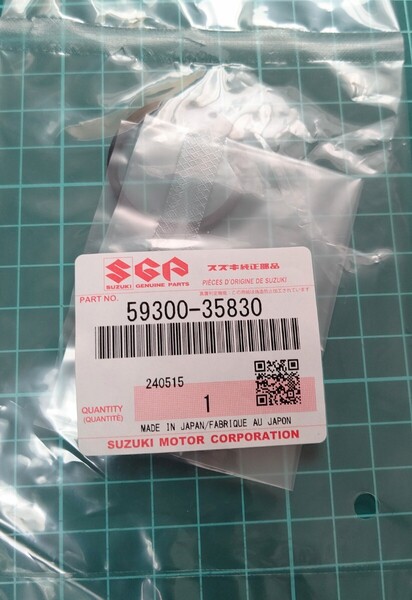 SGP スズキ純正部品
SUZUKI GENUINE PARTS PIÈCES D'ORIGINE DE SUZUKI
PART NO. 59300-35830
240515
QUANTITY
(QUANTITÉ) 1
MADE IN JAPAN/FABRIQUE AU JAPON
SUZUKI MOTOR CORPORATION